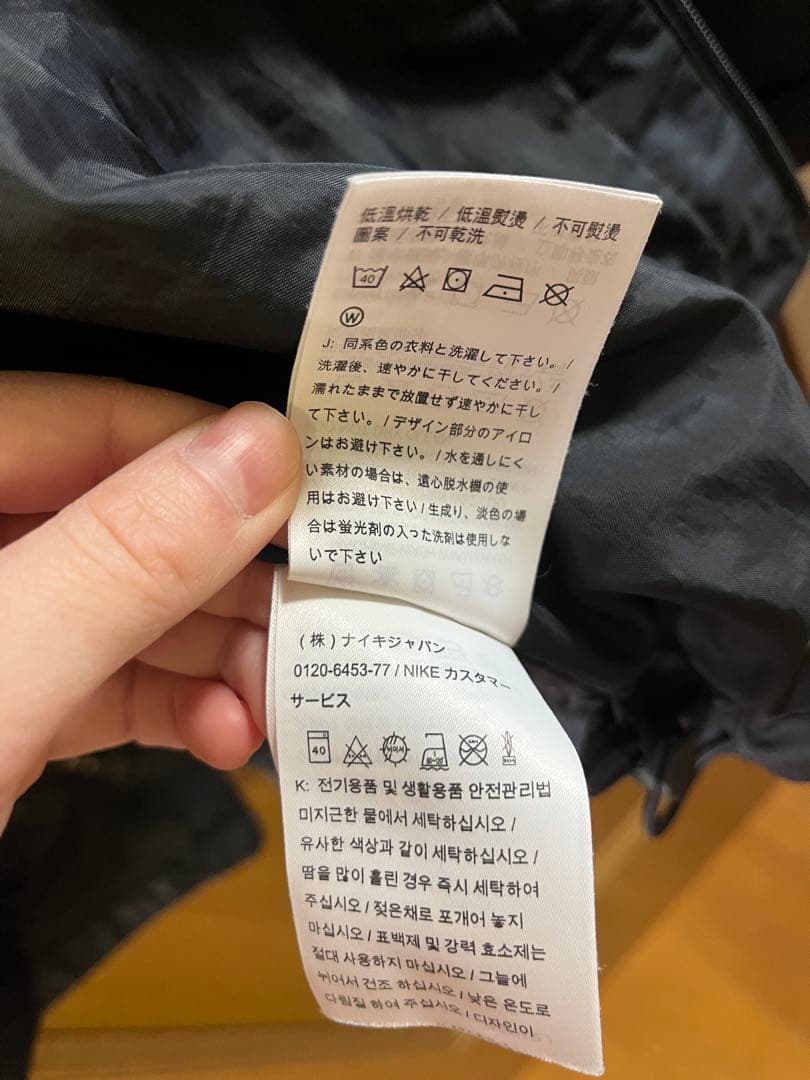 低溫烘乾 / 低溫熨燙 / 不可熨燙
圖案 / 不可乾洗
40
W
J: 同系色の衣料と洗濯して下さい。/
洗濯後、速やかに干してください。/
濡れたままで放置せず速やかに干し
て下さい。/デザイン部分のアイロ
ンはお避け下さい。/水を通しにく
い素材の場合は、遠心脱水機の使
用はお避け下さい/生成り、淡色の場
合は蛍光剤の入った洗剤は使用しな
いで下さい
(株)ナイキジャパン
0120-6453-77 / NIKE カスタマー
サービス
40
K: 전기용품 및 생활용품 안전관리법
미지근한 물에서 세탁하십시오 /
유사한 색상과 같이 세탁하십시오 /
땀을 많이 흘린 경우 즉시 세탁하여
주십시오 / 젖은채로 포개어 놓지
마십시오 / 표백제 및 강력 효소제는
절대 사용하지 마십시오 / 그늘에
뉘어서 건조 하십시오 / 낮은 온도로
다림질 하여 주십시오 / 디자인이